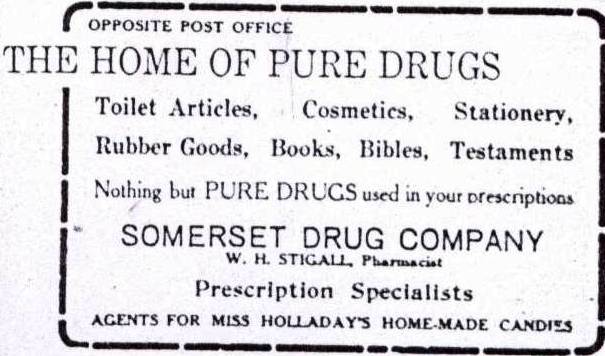 OPPOSITE POST OFFICE
THE HOME OF PURE DRUGS
Toilet Articles, Cosmetics, Stationery,
Rubber Goods, Books, Bibles, Testaments
Nothing but PURE DRUGS used in your prescriptions
SOMERSET DRUG COMPANY
W. H. STIGALL, Pharmacist
Prescription Specialists
AGENTS FOR MISS HOLLADAY'S HOME-MADE CANDIES